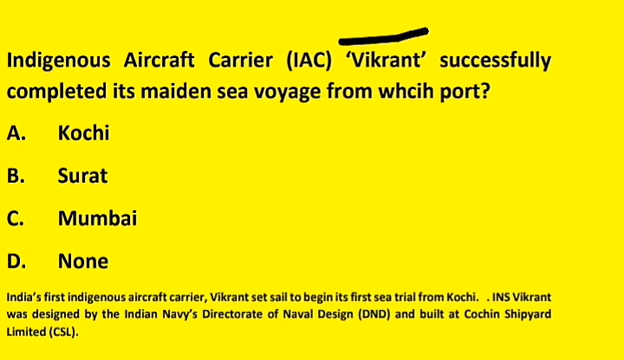 Indigenous Aircraft Carrier (IAC) ‘Vikrant’ successfully
completed its maiden sea voyage from whcih port?
A. Kochi
B. Surat
C. Mumbai
D. None
India’s first indigenous aircraft carrier, Vikrant set sail to begin its first sea trial from Kochi. . INS Vikrant
was designed by the Indian Navy’s Directorate of Naval Design (DND) and built at Cochin Shipyard
Limited (CSL).